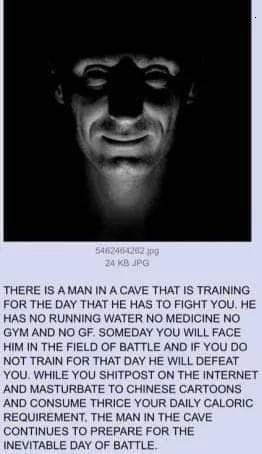 5462464262.jpg
24 KB JPG
THERE IS A MAN IN A CAVE THAT IS TRAINING
FOR THE DAY THAT HE HAS TO FIGHT YOU. HE
HAS NO RUNNING WATER NO MEDICINE NO
GYM AND NO GF. SOMEDAY YOU WILL FACE
HIM IN THE FIELD OF BATTLE AND IF YOU DO
NOT TRAIN FOR THAT DAY HE WILL DEFEAT
YOU. WHILE YOU SHITPOST ON THE INTERNET
AND MASTURBATE TO CHINESE CARTOONS
AND CONSUME THRICE YOUR DAILY CALORIC
REQUIREMENT, THE MAN IN THE CAVE
CONTINUES TO PREPARE FOR THE
INEVITABLE DAY OF BATTLE.